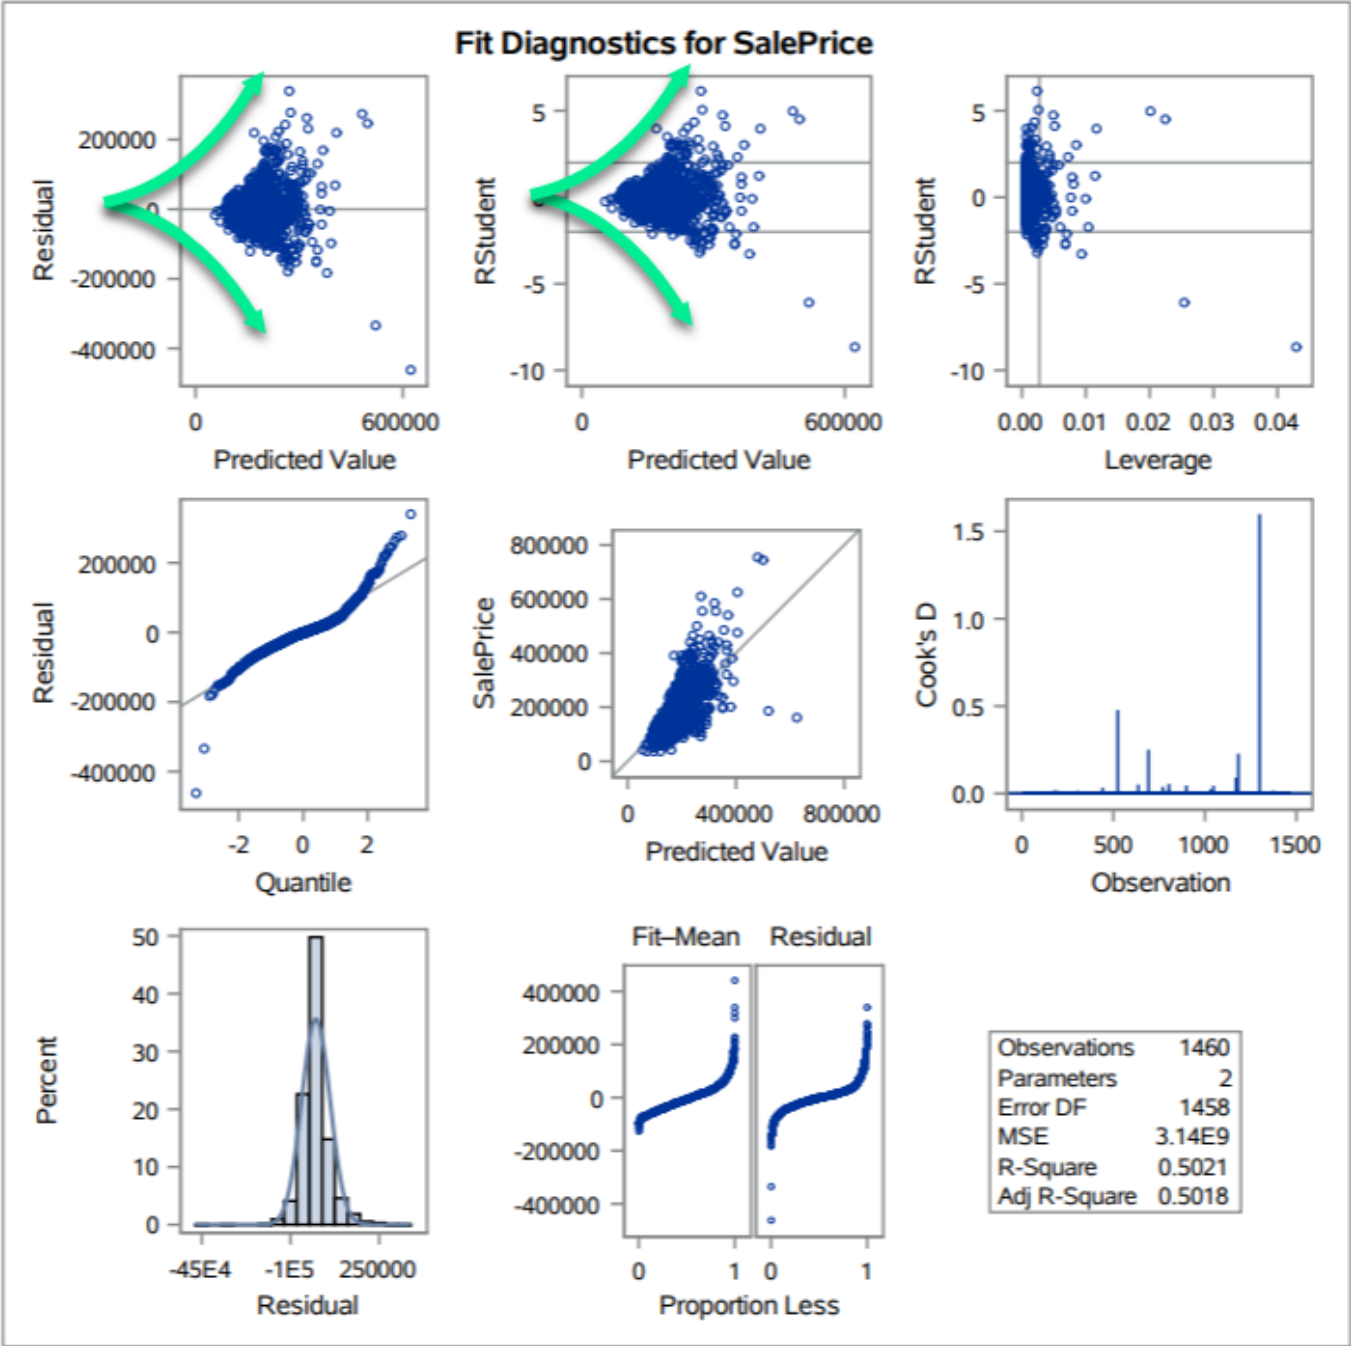 Fit Diagnostics for SalePrice
200000
0
-200000
-400000
Residual
0 600000
Predicted Value
5
0
-5
-10
RStudent
0 600000
Predicted Value
5
0
-5
-10
RStudent
0.00 0.01 0.02 0.03 0.04
Leverage
200000
0
-200000
-400000
Residual
-2 0 2
Quantile
800000
600000
400000
200000
0
SalePrice
0 400000 800000
Predicted Value
1.5
1.0
0.5
0.0
Cook's D
0 500 1000 1500
Observation
50
40
30
20
10
0
Percent
-45E4 -1E5 250000
Residual
Fit–Mean Residual
400000
200000
0
-200000
-400000
0 1 0 1
Proportion Less
Observations 1460
Parameters 2
Error DF 1458
MSE 3.14E9
R-Square 0.5021
Adj R-Square 0.5018